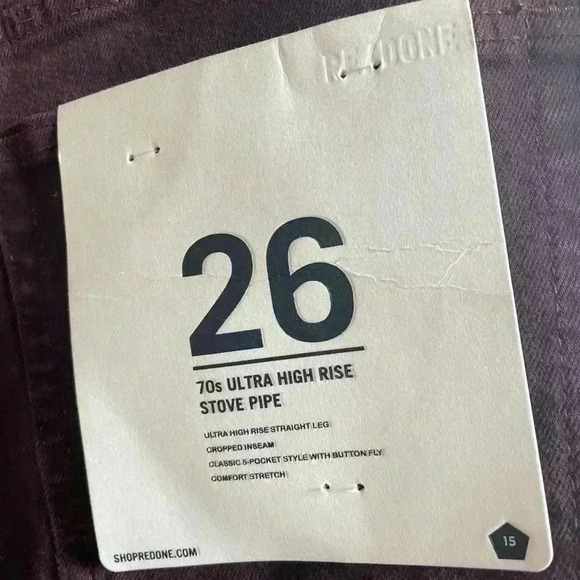 RE/DONE
26
70s ULTRA HIGH RISE
STOVE PIPE
ULTRA HIGH RISE STRAIGHT LEG
CROPPED INSEAM
CLASSIC 5-POCKET STYLE WITH BUTTON FLY
COMFORT STRETCH
SHOPREDONE.COM
15